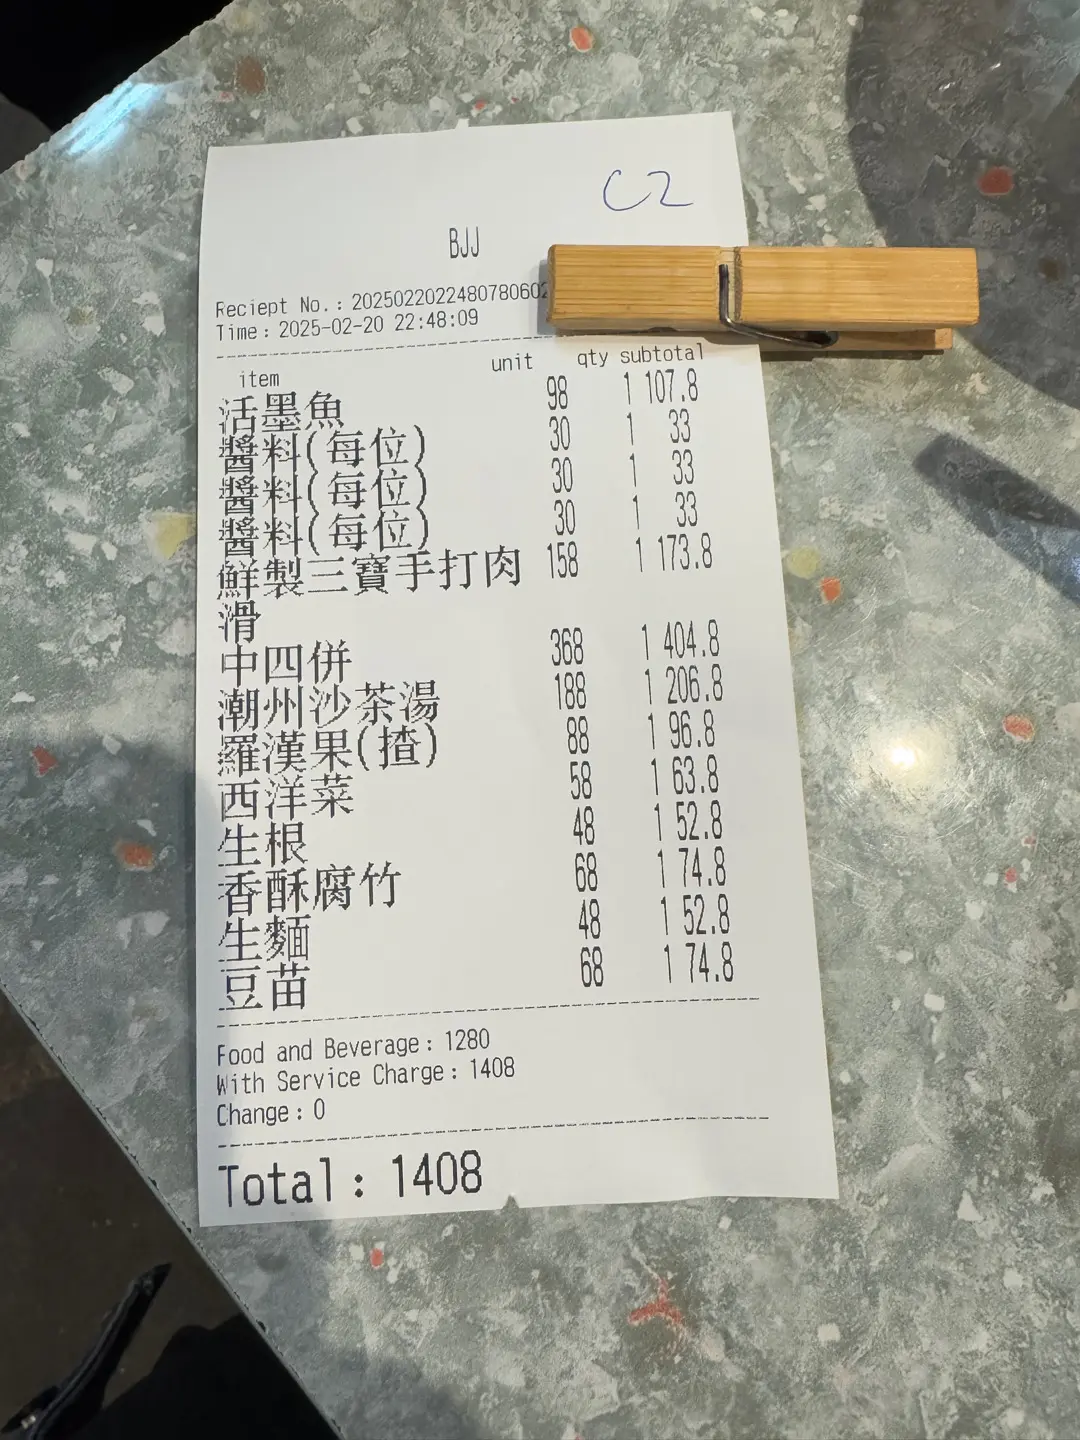 C2
BJJ
Reciept No.: 2025022022480780602
Time: 2025-02-20 22:48:09
item unit qty subtotal
活墨魚 98 1 107.8
醬料(每位) 30 1 33
醬料(每位) 30 1 33
醬料(每位) 30 1 33
鮮製三寶手打肉 158 1 173.8
滑
中四併 368 1 404.8
潮州沙茶湯 188 1 206.8
羅漢果(揸) 88 1 96.8
西洋菜 58 1 63.8
生根 48 1 52.8
香酥腐竹 68 1 74.8
生麵 48 1 52.8
豆苗 68 1 74.8
Food and Beverage: 1280
With Service Charge: 1408
Change: 0
Total: 1408